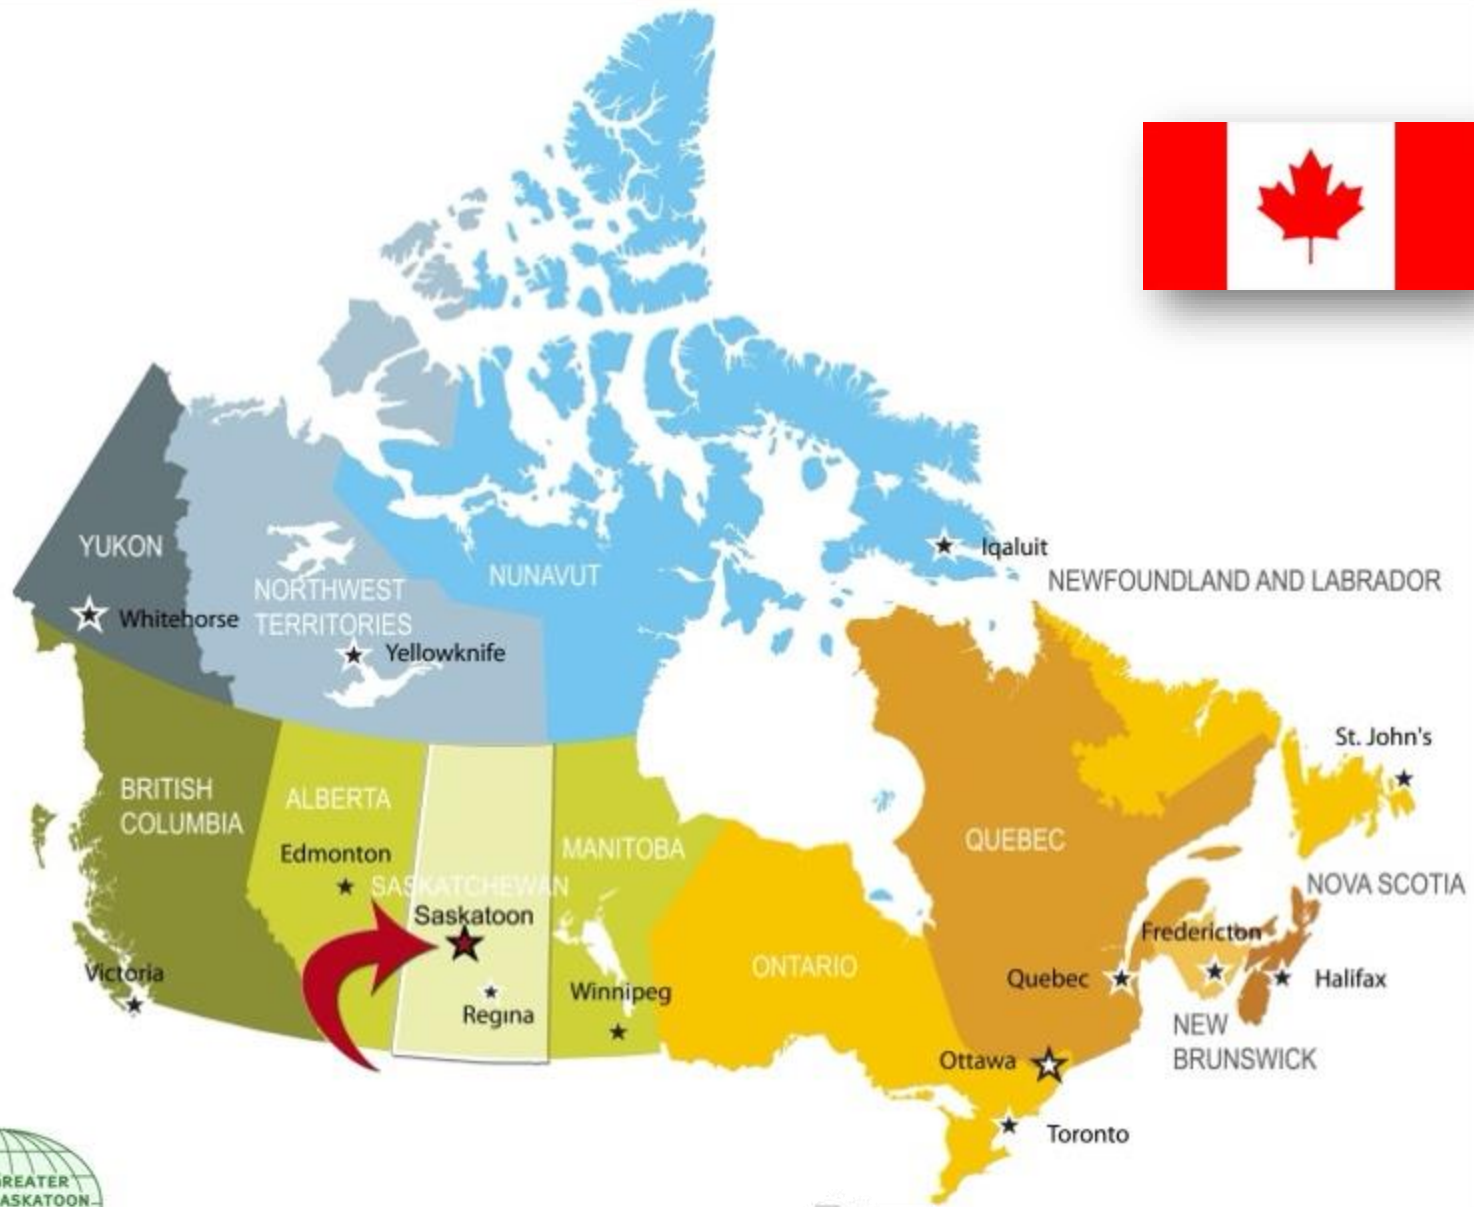 YUKON
Whitehorse
NORTHWEST
TERRITORIES
Yellowknife
NUNAVUT
Iqaluit
NEWFOUNDLAND AND LABRADOR
St. John's
BRITISH
COLUMBIA
Victoria
ALBERTA
Edmonton
SASKATCHEWAN
Saskatoon
Regina
MANITOBA
Winnipeg
ONTARIO
Ottawa
Toronto
QUEBEC
Quebec
NOVA SCOTIA
Fredericton
Halifax
NEW
BRUNSWICK
REATER
ASKATOON